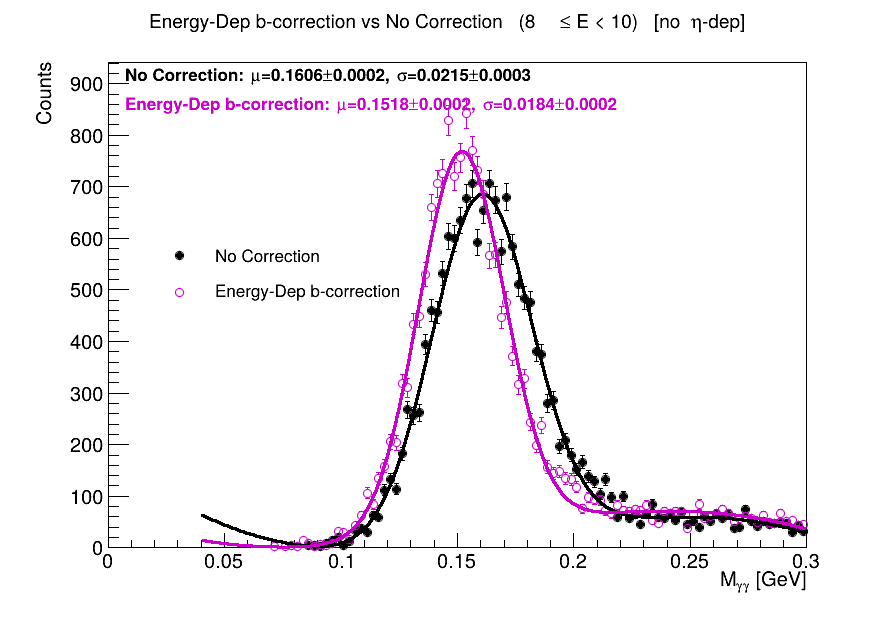 Energy-Dep b-correction vs No Correction (8 ≤ E < 10) [no η-dep]
No Correction: μ=0.1606±0.0002, σ=0.0215±0.0003
Energy-Dep b-correction: μ=0.1518±0.0002, σ=0.0184±0.0002
Counts
900
800
700
600
500
400
300
200
100
0
No Correction
Energy-Dep b-correction
0 0.05 0.1 0.15 0.2 0.25 0.3
Mγγ [GeV]